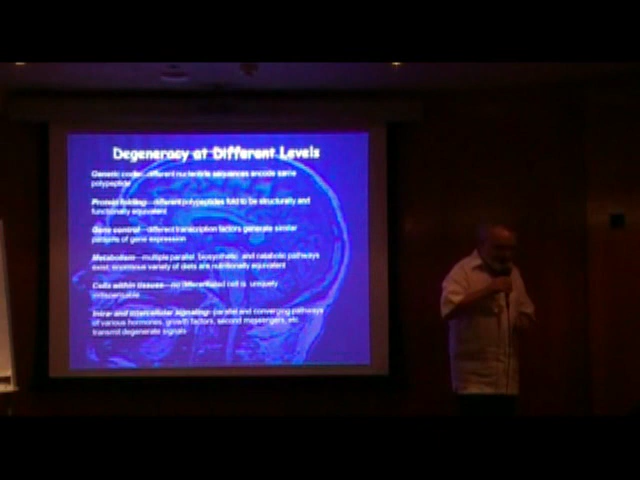 Degeneracy at Different Levels
Genetic code—different nucleotide sequences encode same
polypeptide
Protein folding—different polypeptides fold to be structurally and
functionally equivalent
Gene control—different transcription factors generate similar
patterns of gene expression
Metabolism—multiple parallel biosynthetic and catabolic pathways
exist; enormous variety of diets are nutritionally equivalent
Cells within tissues—no differentiated cell is uniquely
indispensable
Intra- and intercellular signaling: parallel and converging pathways
of various hormones, growth factors, second messengers, etc
transmit degenerate signals